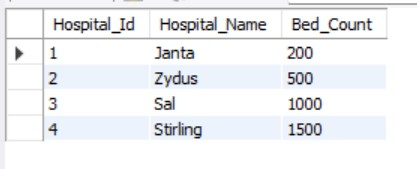 Hospital_Id Hospital_Name Bed_Count
1 Janta 200
2 Zydus 500
3 Sal 1000
4 Stirling 1500